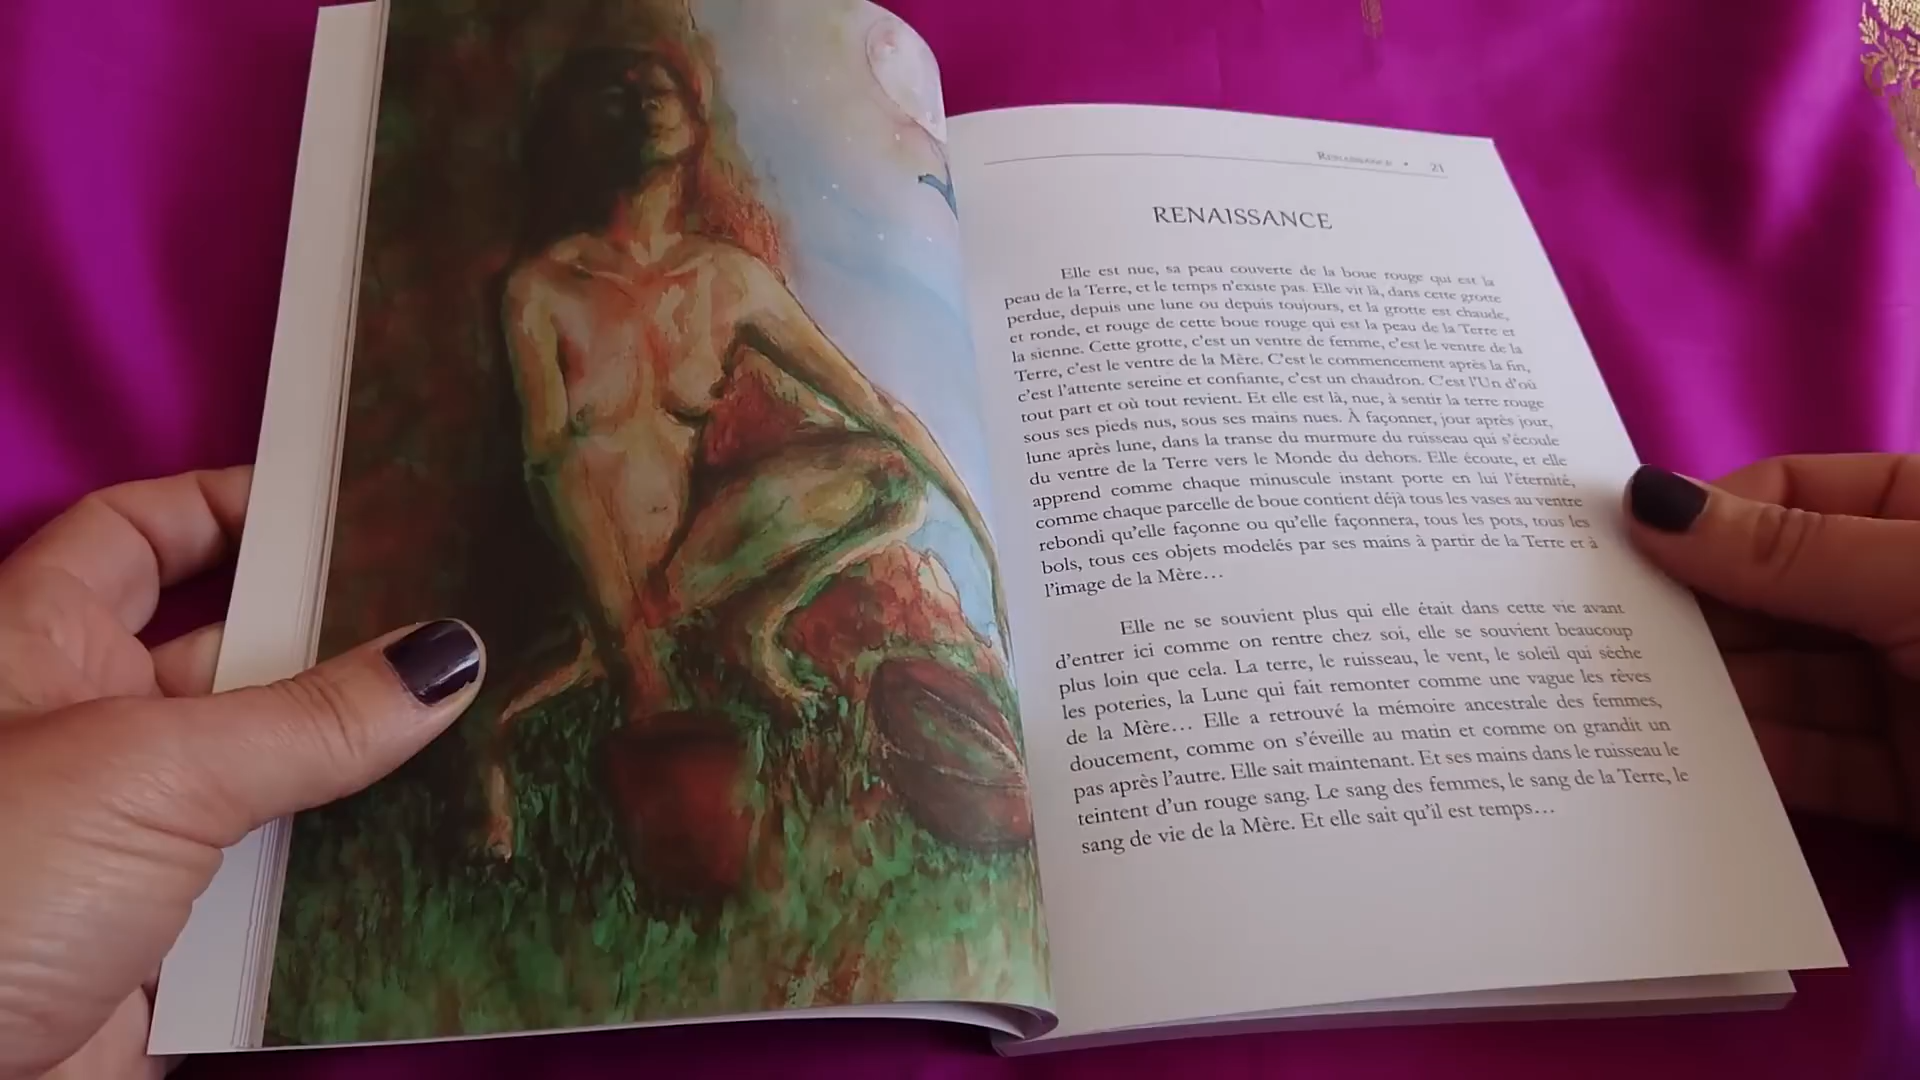 RENAISSANCE • 21
RENAISSANCE
Elle est nue, sa peau couverte de la boue rouge qui est la
peau de la Terre, et le temps n'existe pas. Elle vit là, dans cette grotte
perdue, depuis une lune ou depuis toujours, et la grotte est chaude,
et ronde, et rouge de cette boue rouge qui est la peau de la Terre et
la sienne. Cette grotte, c'est un ventre de femme, c'est le ventre de la
Terre, c'est le ventre de la Mère. C'est le commencement après la fin,
c'est l'attente sereine et confiante, c'est un chaudron. C'est l'Un d'où
tout part et où tout revient. Et elle est là, nue, à sentir la terre rouge
sous ses pieds nus, sous ses mains nues. À façonner, jour après jour,
lune après lune, dans la transe du murmure du ruisseau qui s'écoule
du ventre de la Terre vers le Monde du dehors. Elle écoute, et elle
apprend comme chaque minuscule instant porte en lui l'éternité,
comme chaque parcelle de boue contient déjà tous les vases au ventre
rebondi qu'elle façonne ou qu'elle façonnera, tous les pots, tous les
bols, tous ces objets modelés par ses mains à partir de la Terre et à
l'image de la Mère…
Elle ne se souvient plus qui elle était dans cette vie avant
d'entrer ici comme on rentre chez soi, elle se souvient beaucoup
plus loin que cela. La terre, le ruisseau, le vent, le soleil qui sèche
les poteries, la Lune qui fait remonter comme une vague les rêves
de la Mère… Elle a retrouvé la mémoire ancestrale des femmes,
doucement, comme on s'éveille au matin et comme on grandit un
pas après l'autre. Elle sait maintenant. Et ses mains dans le ruisseau le
teintent d'un rouge sang. Le sang des femmes, le sang de la Terre, le
sang de vie de la Mère. Et elle sait qu'il est temps…